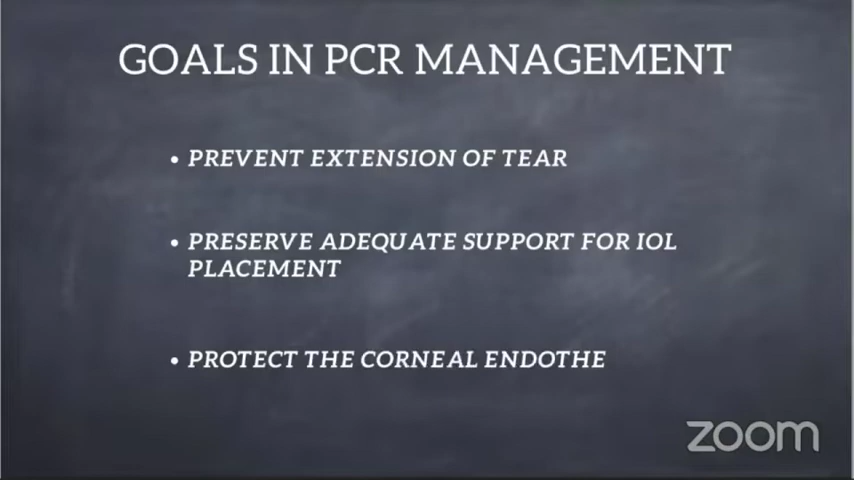 GOALS IN PCR MANAGEMENT
• PREVENT EXTENSION OF TEAR
• PRESERVE ADEQUATE SUPPORT FOR IOL
PLACEMENT
• PROTECT THE CORNEAL ENDOTHE
zoom